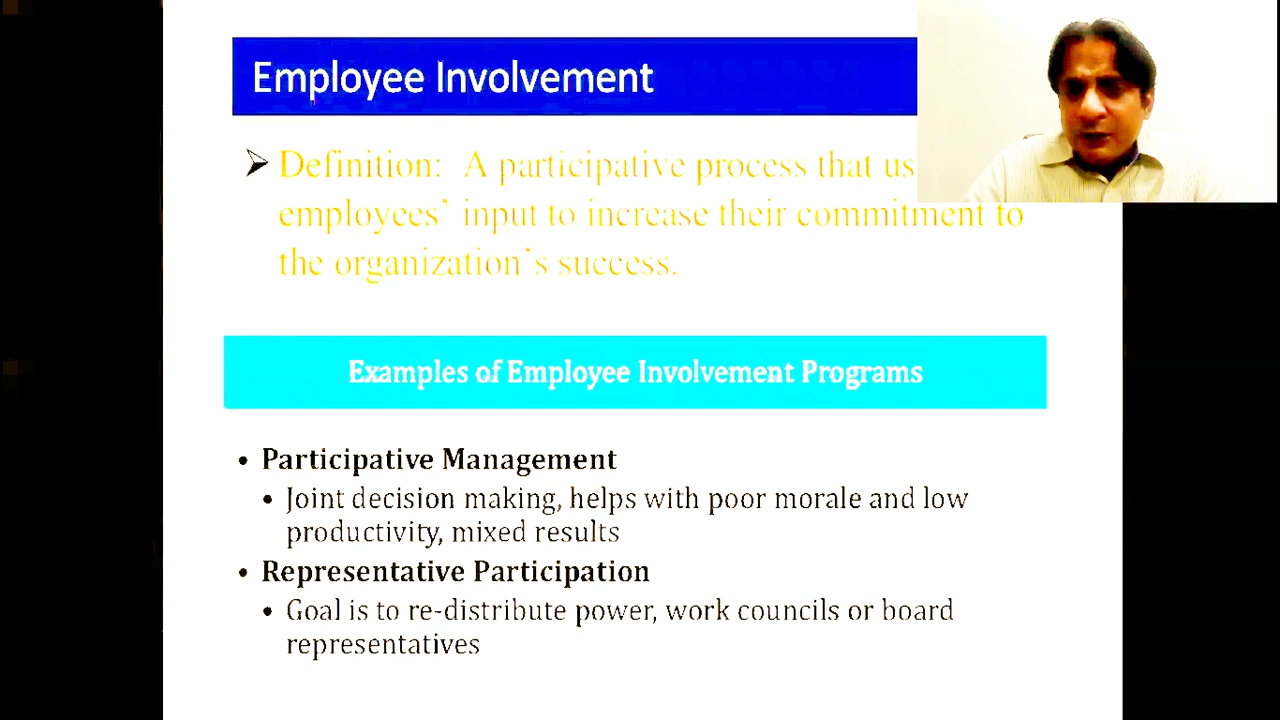 Employee Involvement
Definition: A participative process that us
employees’ input to increase their commitment to
the organization’s success.
Examples of Employee Involvement Programs
• Participative Management
• Joint decision making, helps with poor morale and low
productivity, mixed results
• Representative Participation
• Goal is to re-distribute power, work councils or board
representatives